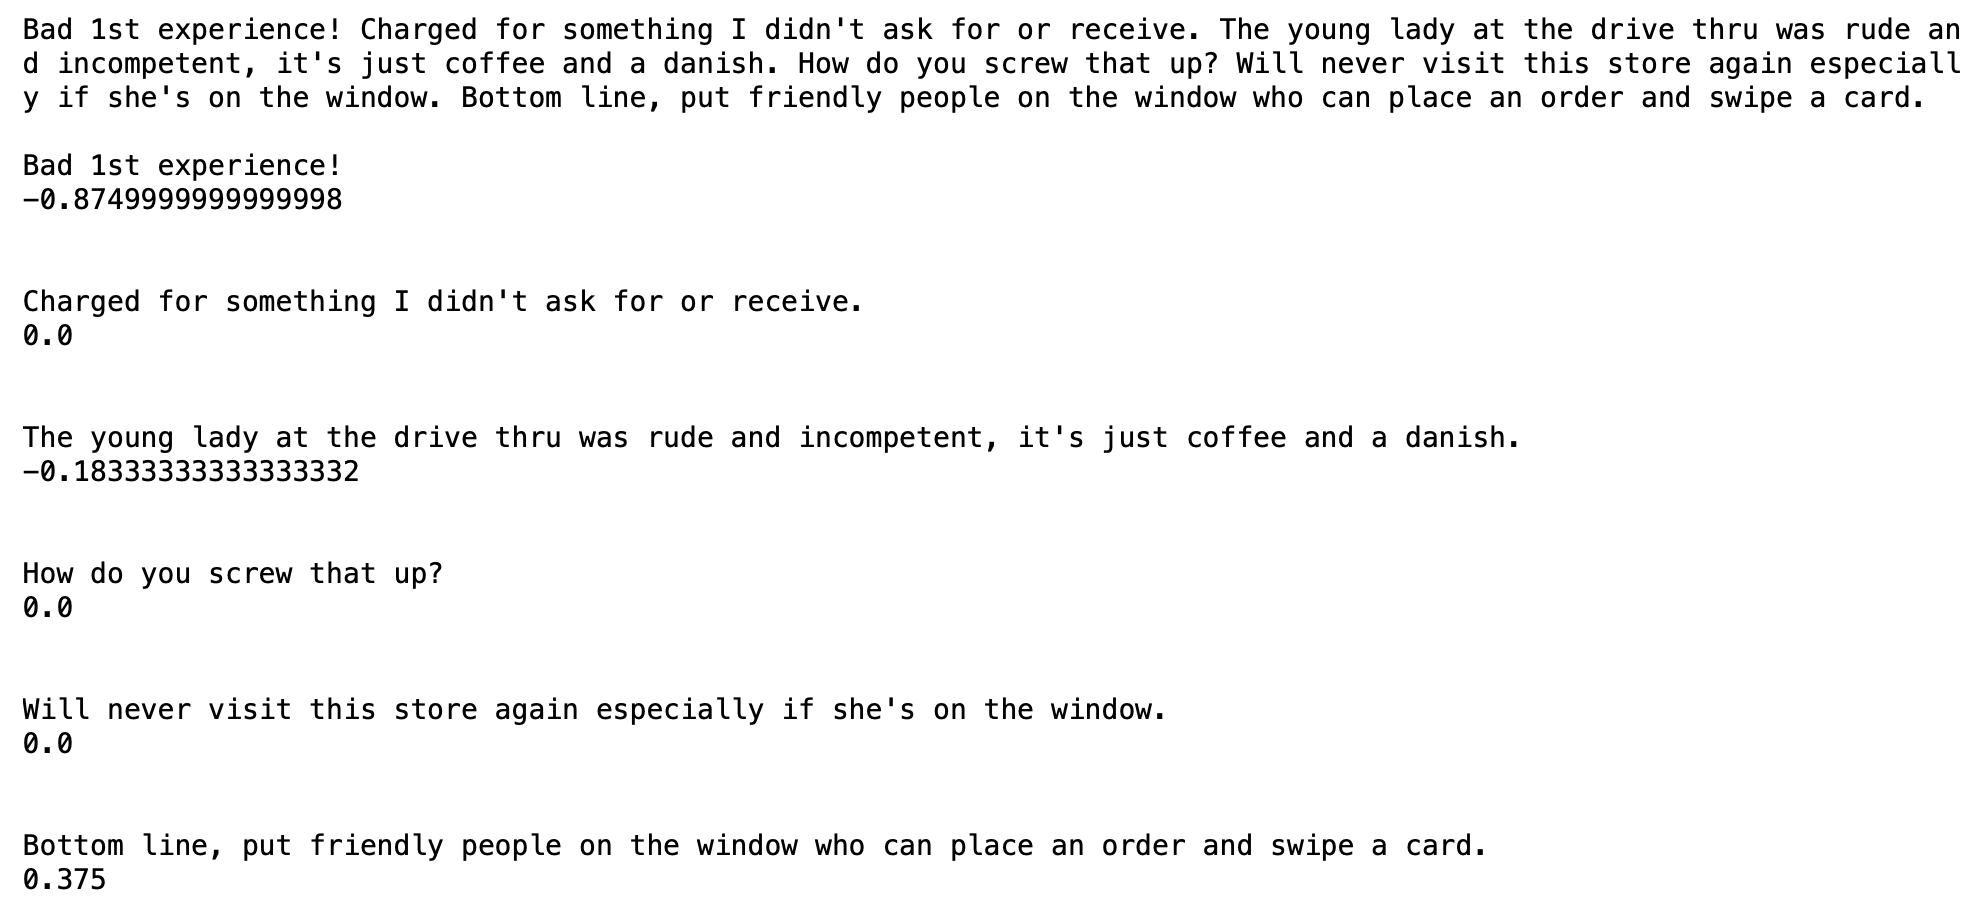 Bad 1st experience! Charged for something I didn't ask for or receive. The young lady at the drive thru was rude an
d incompetent, it's just coffee and a danish. How do you screw that up? Will never visit this store again especiall
y if she's on the window. Bottom line, put friendly people on the window who can place an order and swipe a card.
Bad 1st experience!
-0.8749999999999998
Charged for something I didn't ask for or receive.
0.0
The young lady at the drive thru was rude and incompetent, it's just coffee and a danish.
-0.18333333333333332
How do you screw that up?
0.0
Will never visit this store again especially if she's on the window.
0.0
Bottom line, put friendly people on the window who can place an order and swipe a card.
0.375